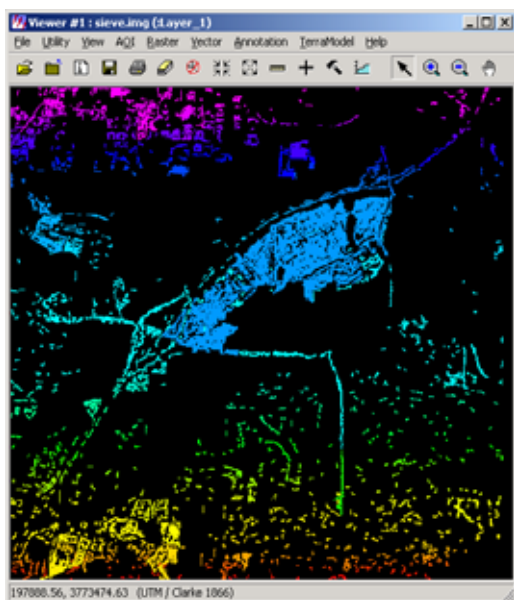 Viewer #1 : sieve.img (:Layer_1)
File Utility View AOI Raster Vector Annotation TerraModel Help
197888.56, 3773474.63 (UTM / Clarke 1866)